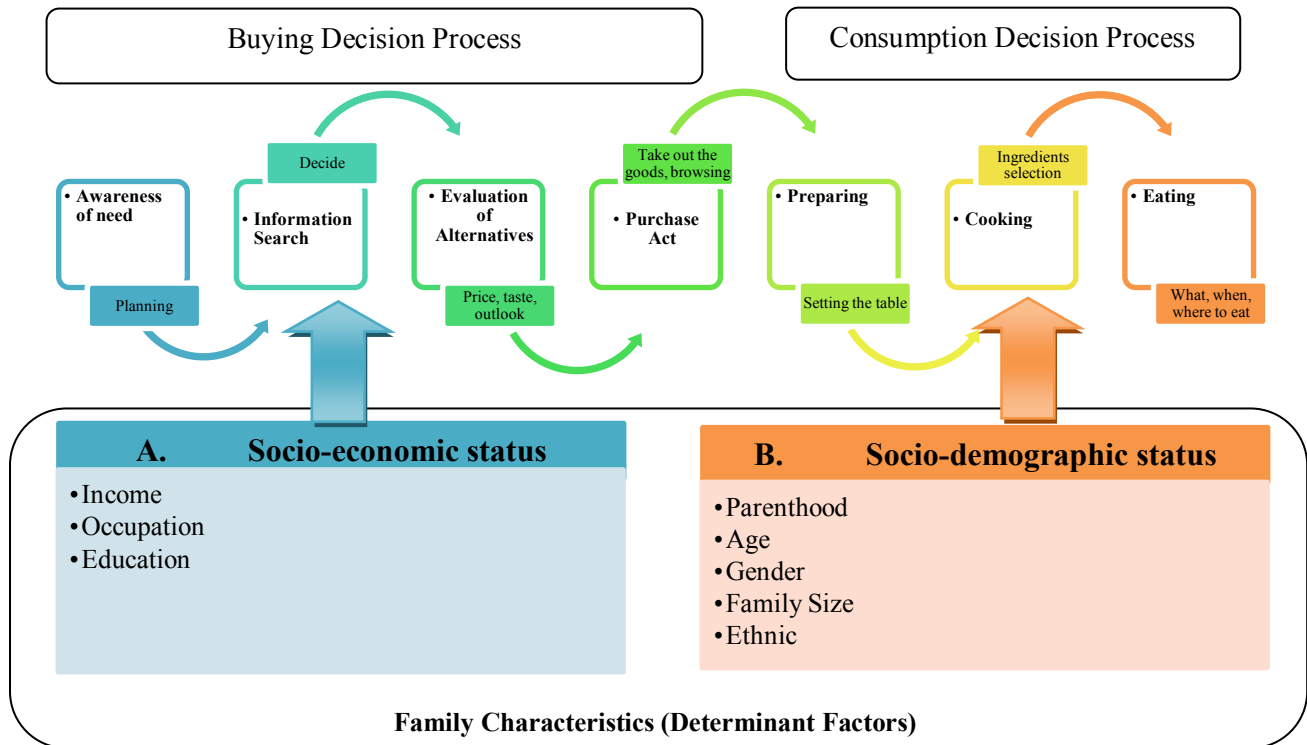 Buying Decision Process
Consumption Decision Process
Decide
Take out the
goods, browsing
Ingredients
selection
• Awareness
of need
• Information
Search
• Evaluation
of
Alternatives
• Purchase
Act
• Preparing
• Cooking
• Eating
Planning
Price, taste,
outlook
Setting the table
What, when,
where to eat
A. Socio-economic status
•Income
•Occupation
•Education
B. Socio-demographic status
•Parenthood
•Age
•Gender
•Family Size
•Ethnic
Family Characteristics (Determinant Factors)